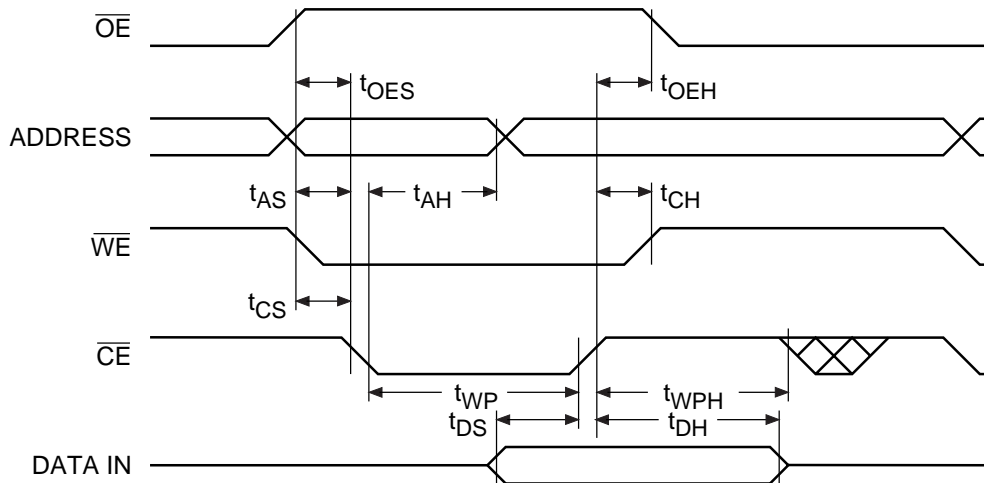 OE
tOES
tOEH
ADDRESS
tAS
tAH
tCH
WE
tCS
CE
tWP
tWPH
tDS
tDH
DATA IN